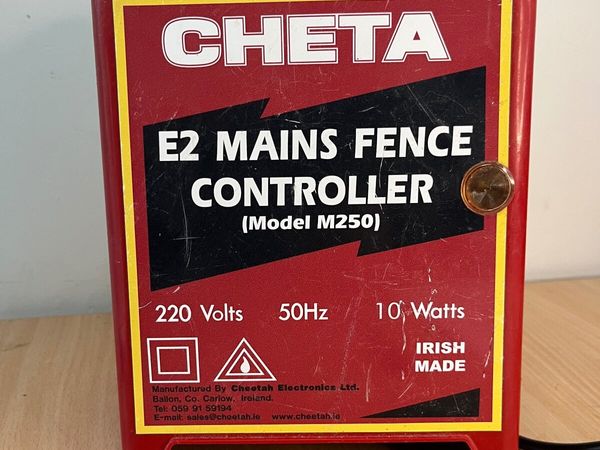 CHETA
E2 MAINS FENCE
CONTROLLER
(Model M250)
220 Volts 50Hz 10 Watts
IRISH
MADE
Manufactured By Cheetah Electronics Ltd.
Ballon, Co. Carlow, Ireland.
Tel: 059 91 59194
E-mail: sales@cheetah.ie www.cheetah.ie